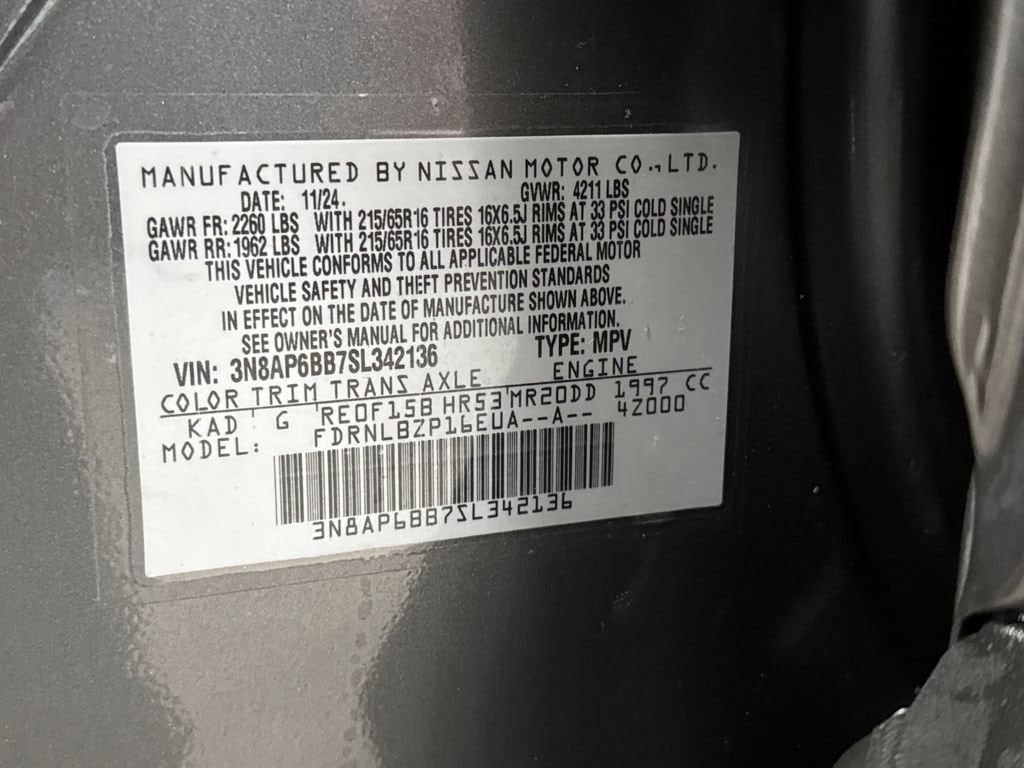 MANUFACTURED BY NISSAN MOTOR CO.,LTD.
DATE: 11/24. GVWR: 4211 LBS
GAWR FR: 2260 LBS WITH 215/65R16 TIRES 16X6.5J RIMS AT 33 PSI COLD SINGLE
GAWR RR: 1962 LBS WITH 215/65R16 TIRES 16X6.5J RIMS AT 33 PSI COLD SINGLE
THIS VEHICLE CONFORMS TO ALL APPLICABLE FEDERAL MOTOR
VEHICLE SAFETY AND THEFT PREVENTION STANDARDS
IN EFFECT ON THE DATE OF MANUFACTURE SHOWN ABOVE.
SEE OWNER'S MANUAL FOR ADDITIONAL INFORMATION.
VIN: 3N8AP6BB7SL342136 TYPE: MPV
COLOR TRIM TRANS AXLE ENGINE
KAD G RE0F15B HR53 MR20DD 1997 CC
MODEL: FDRNLBZP16EUA--A-- 4Z000
3N8AP6BB7SL342136